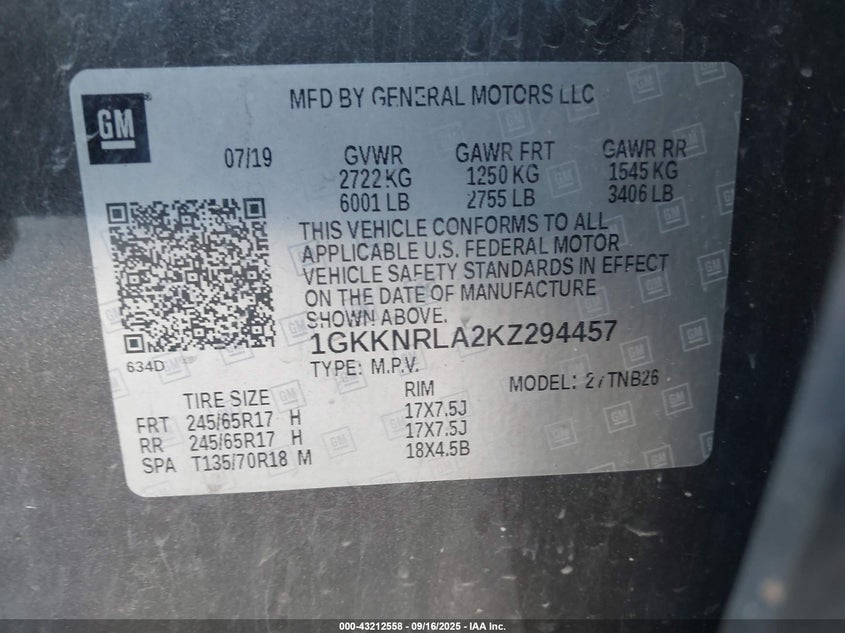 GM
MFD BY GENERAL MOTORS LLC
07/19 GVWR GAWR FRT GAWR RR
2722 KG 1250 KG 1545 KG
6001 LB 2755 LB 3406 LB
THIS VEHICLE CONFORMS TO ALL
APPLICABLE U.S. FEDERAL MOTOR
VEHICLE SAFETY STANDARDS IN EFFECT
ON THE DATE OF MANUFACTURE
SHOWN ABOVE.
1GKKNRLA2KZ294457
634D
TYPE: M.P.V. MODEL: 2/TNB26
TIRE SIZE RIM
FRT 245/65R17 H 17X7.5J
RR 245/65R17 H 17X7.5J
SPA T135/70R18 M 18X4.5B
000-43212558 - 09/16/2025 - IAA Inc.